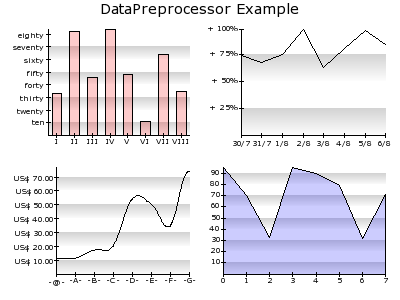 DataPreprocessor Example
eighty
seventy
sixty
fifty
forty
thirty
twenty
ten
I II III IV V VI VII VIII
+ 100%
+ 75%
+ 50%
+ 25%
30/7 31/7 1/8 2/8 3/8 4/8 5/8 6/8
US$ 70.00
US$ 60.00
US$ 50.00
US$ 40.00
US$ 30.00
US$ 20.00
US$ 10.00
-@- -A- -B- -C- -D- -E- -F- -G-
90
80
70
60
50
40
30
20
10
0 1 2 3 4 5 6 7